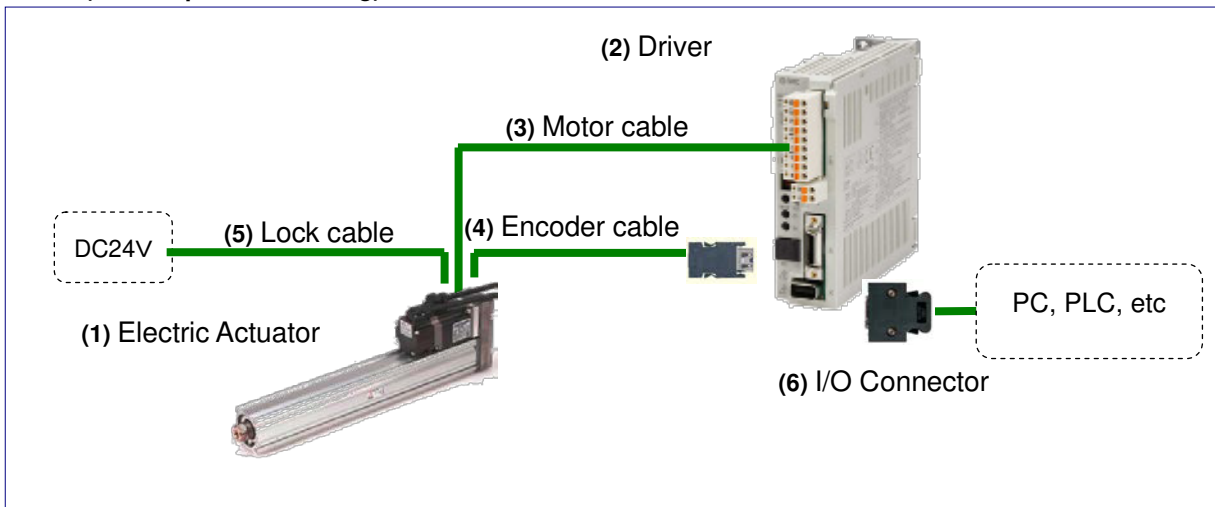 (2) Driver
(3) Motor cable
(5) Lock cable
(4) Encoder cable
DC24V
PC, PLC, etc
(1) Electric Actuator
(6) I/O Connector